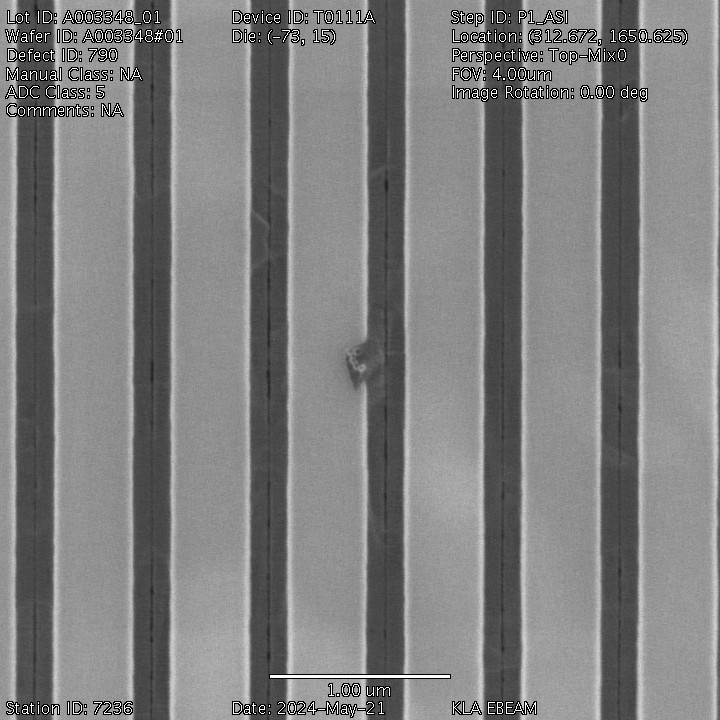 Lot ID: A003348_01 Device ID: T0111A Step ID: P1_ASI
Wafer ID: A003348#01 Die: (-73, 15) Location: (312.672, 1650.625)
Defect ID: 790 Perspective: Top-Mix0
Manual Class: NA FOV: 4.00um
ADC Class: 5 Image Rotation: 0.00 deg
Comments: NA
1.00 um
Station ID: 7236 Date: 2024-May-21 KLA EBEAM